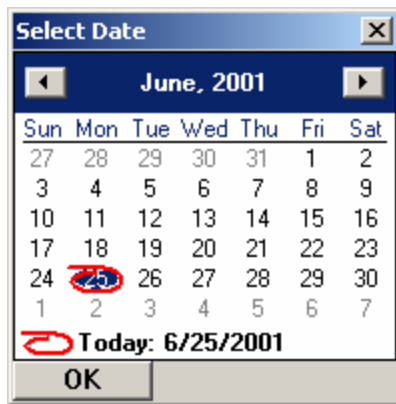 Select Date
June, 2001
Sun Mon Tue Wed Thu Fri Sat
27 28 29 30 31 1 2
3 4 5 6 7 8 9
10 11 12 13 14 15 16
17 18 19 20 21 22 23
24 25 26 27 28 29 30
1 2 3 4 5 6 7
Today: 6/25/2001
OK